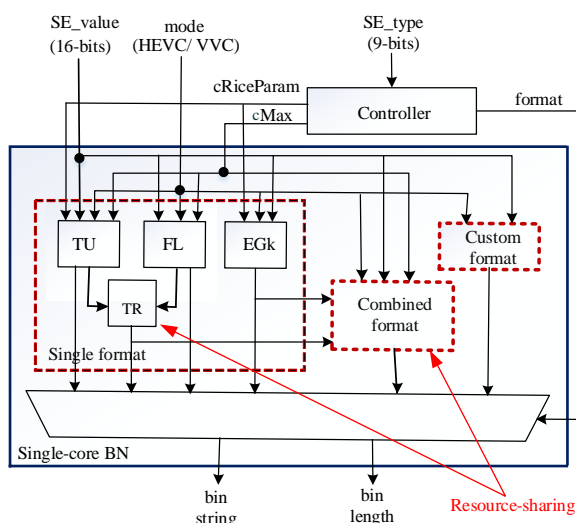 SE_value
(16-bits)
mode
(HEVC/ VVC)
SE_type
(9-bits)
cRiceParam
cMax
Controller
format
TU
FL
EGk
Custom
format
TR
Combined
format
Single format
Single-core BN
bin
string
bin
length
Resource-sharing